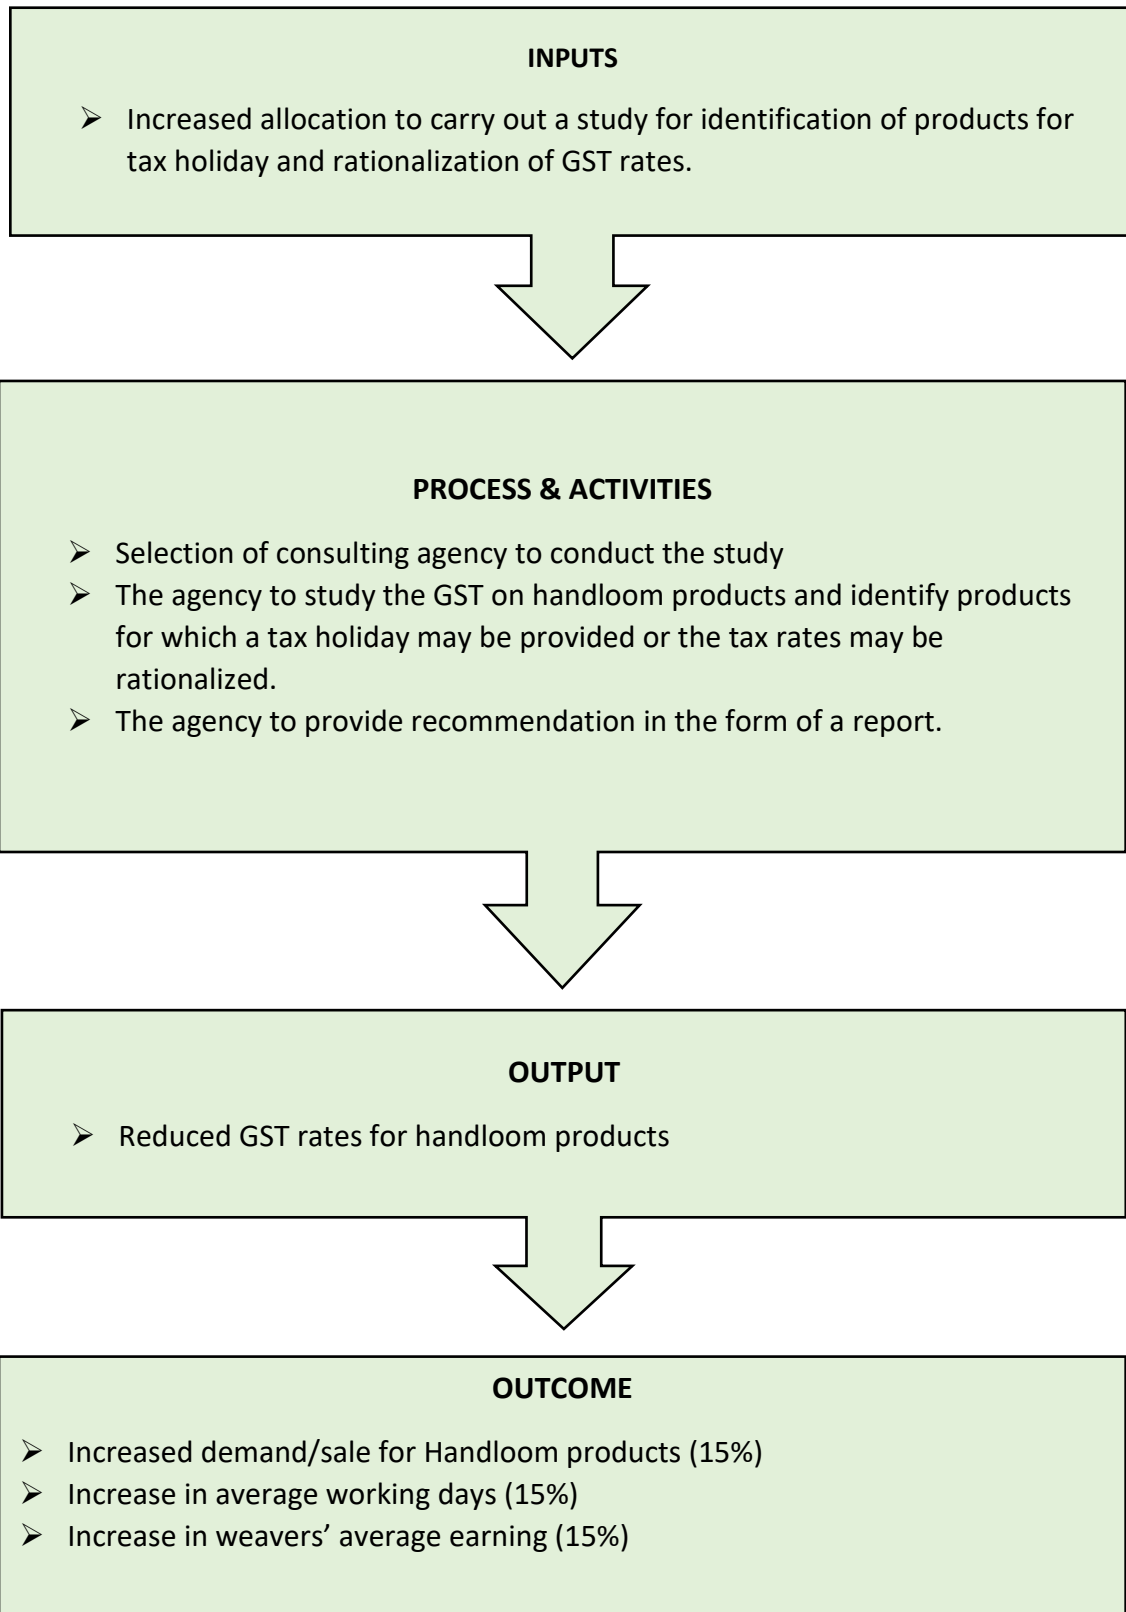 INPUTS
➢ Increased allocation to carry out a study for identification of products for
tax holiday and rationalization of GST rates.
PROCESS & ACTIVITIES
➢ Selection of consulting agency to conduct the study
➢ The agency to study the GST on handloom products and identify products
for which a tax holiday may be provided or the tax rates may be
rationalized.
➢ The agency to provide recommendation in the form of a report.
OUTPUT
➢ Reduced GST rates for handloom products
OUTCOME
➢ Increased demand/sale for Handloom products (15%)
➢ Increase in average working days (15%)
➢ Increase in weavers’ average earning (15%)